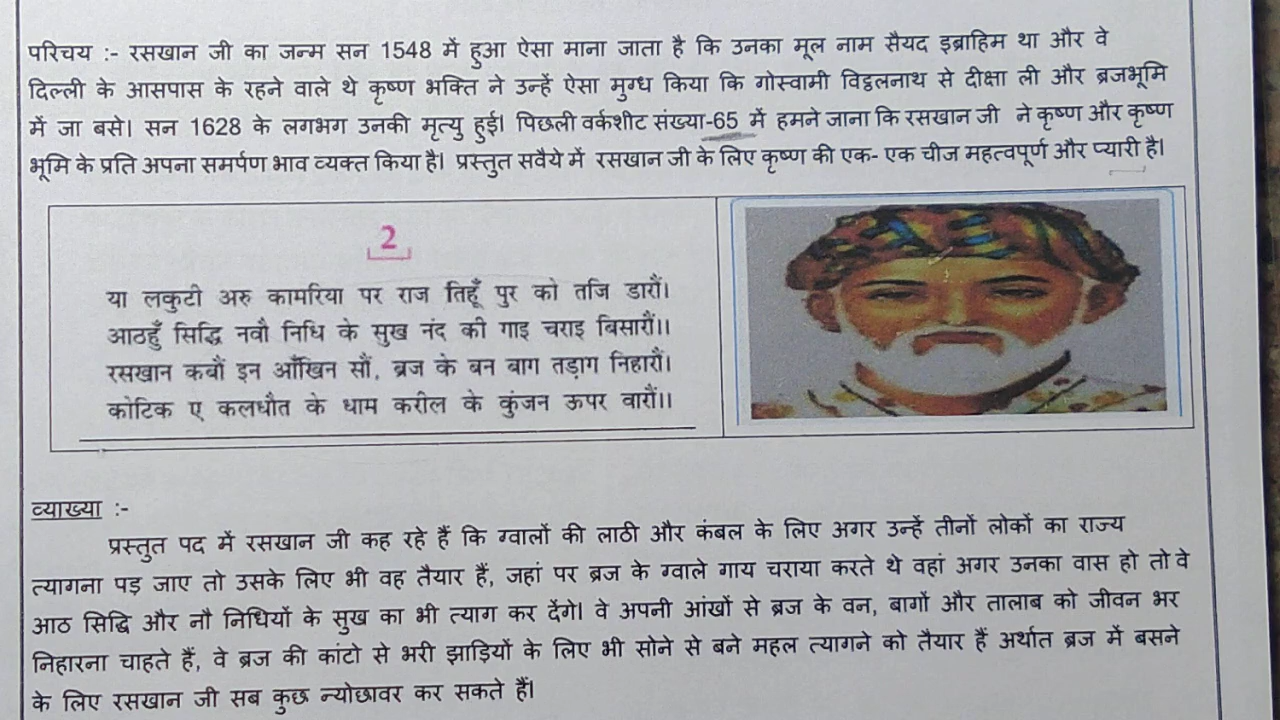 परिचय :- रसखान जी का जन्म सन 1548 में हुआ ऐसा माना जाता है कि उनका मूल नाम सैयद इब्राहिम था और वे
दिल्ली के आसपास के रहने वाले थे कृष्ण भक्ति ने उन्हें ऐसा मुग्ध किया कि गोस्वामी विट्ठलनाथ से दीक्षा ली और ब्रजभूमि
में जा बसे। सन 1628 के लगभग उनकी मृत्यु हुई। पिछली वर्कशीट संख्या-65 में हमने जाना कि रसखान जी ने कृष्ण और कृष्ण
भूमि के प्रति अपना समर्पण भाव व्यक्त किया है। प्रस्तुत सवैये में रसखान जी के लिए कृष्ण की एक- एक चीज महत्वपूर्ण और प्यारी है।
2
या लकुटी अरु कामरिया पर राज तिहूँ पुर को तजि डारौं।
आठहुँ सिद्धि नवौ निधि के सुख नंद की गाइ चराइ बिसारौं।।
रसखान कबौं इन आँखिन सौं, ब्रज के बन बाग तड़ाग निहारौं।
कोटिक ए कलधौत के धाम करील के कुंजन ऊपर वारौं।।
व्याख्या :-
प्रस्तुत पद में रसखान जी कह रहे हैं कि ग्वालों की लाठी और कंबल के लिए अगर उन्हें तीनों लोकों का राज्य
त्यागना पड़ जाए तो उसके लिए भी वह तैयार हैं, जहां पर ब्रज के ग्वाले गाय चराया करते थे वहां अगर उनका वास हो तो वे
आठ सिद्धि और नौ निधियों के सुख का भी त्याग कर देंगे। वे अपनी आंखों से ब्रज के वन, बागों और तालाब को जीवन भर
निहारना चाहते हैं, वे ब्रज की कांटो से भरी झाड़ियों के लिए भी सोने से बने महल त्यागने को तैयार हैं अर्थात ब्रज में बसने
के लिए रसखान जी सब कुछ न्योछावर कर सकते हैं।